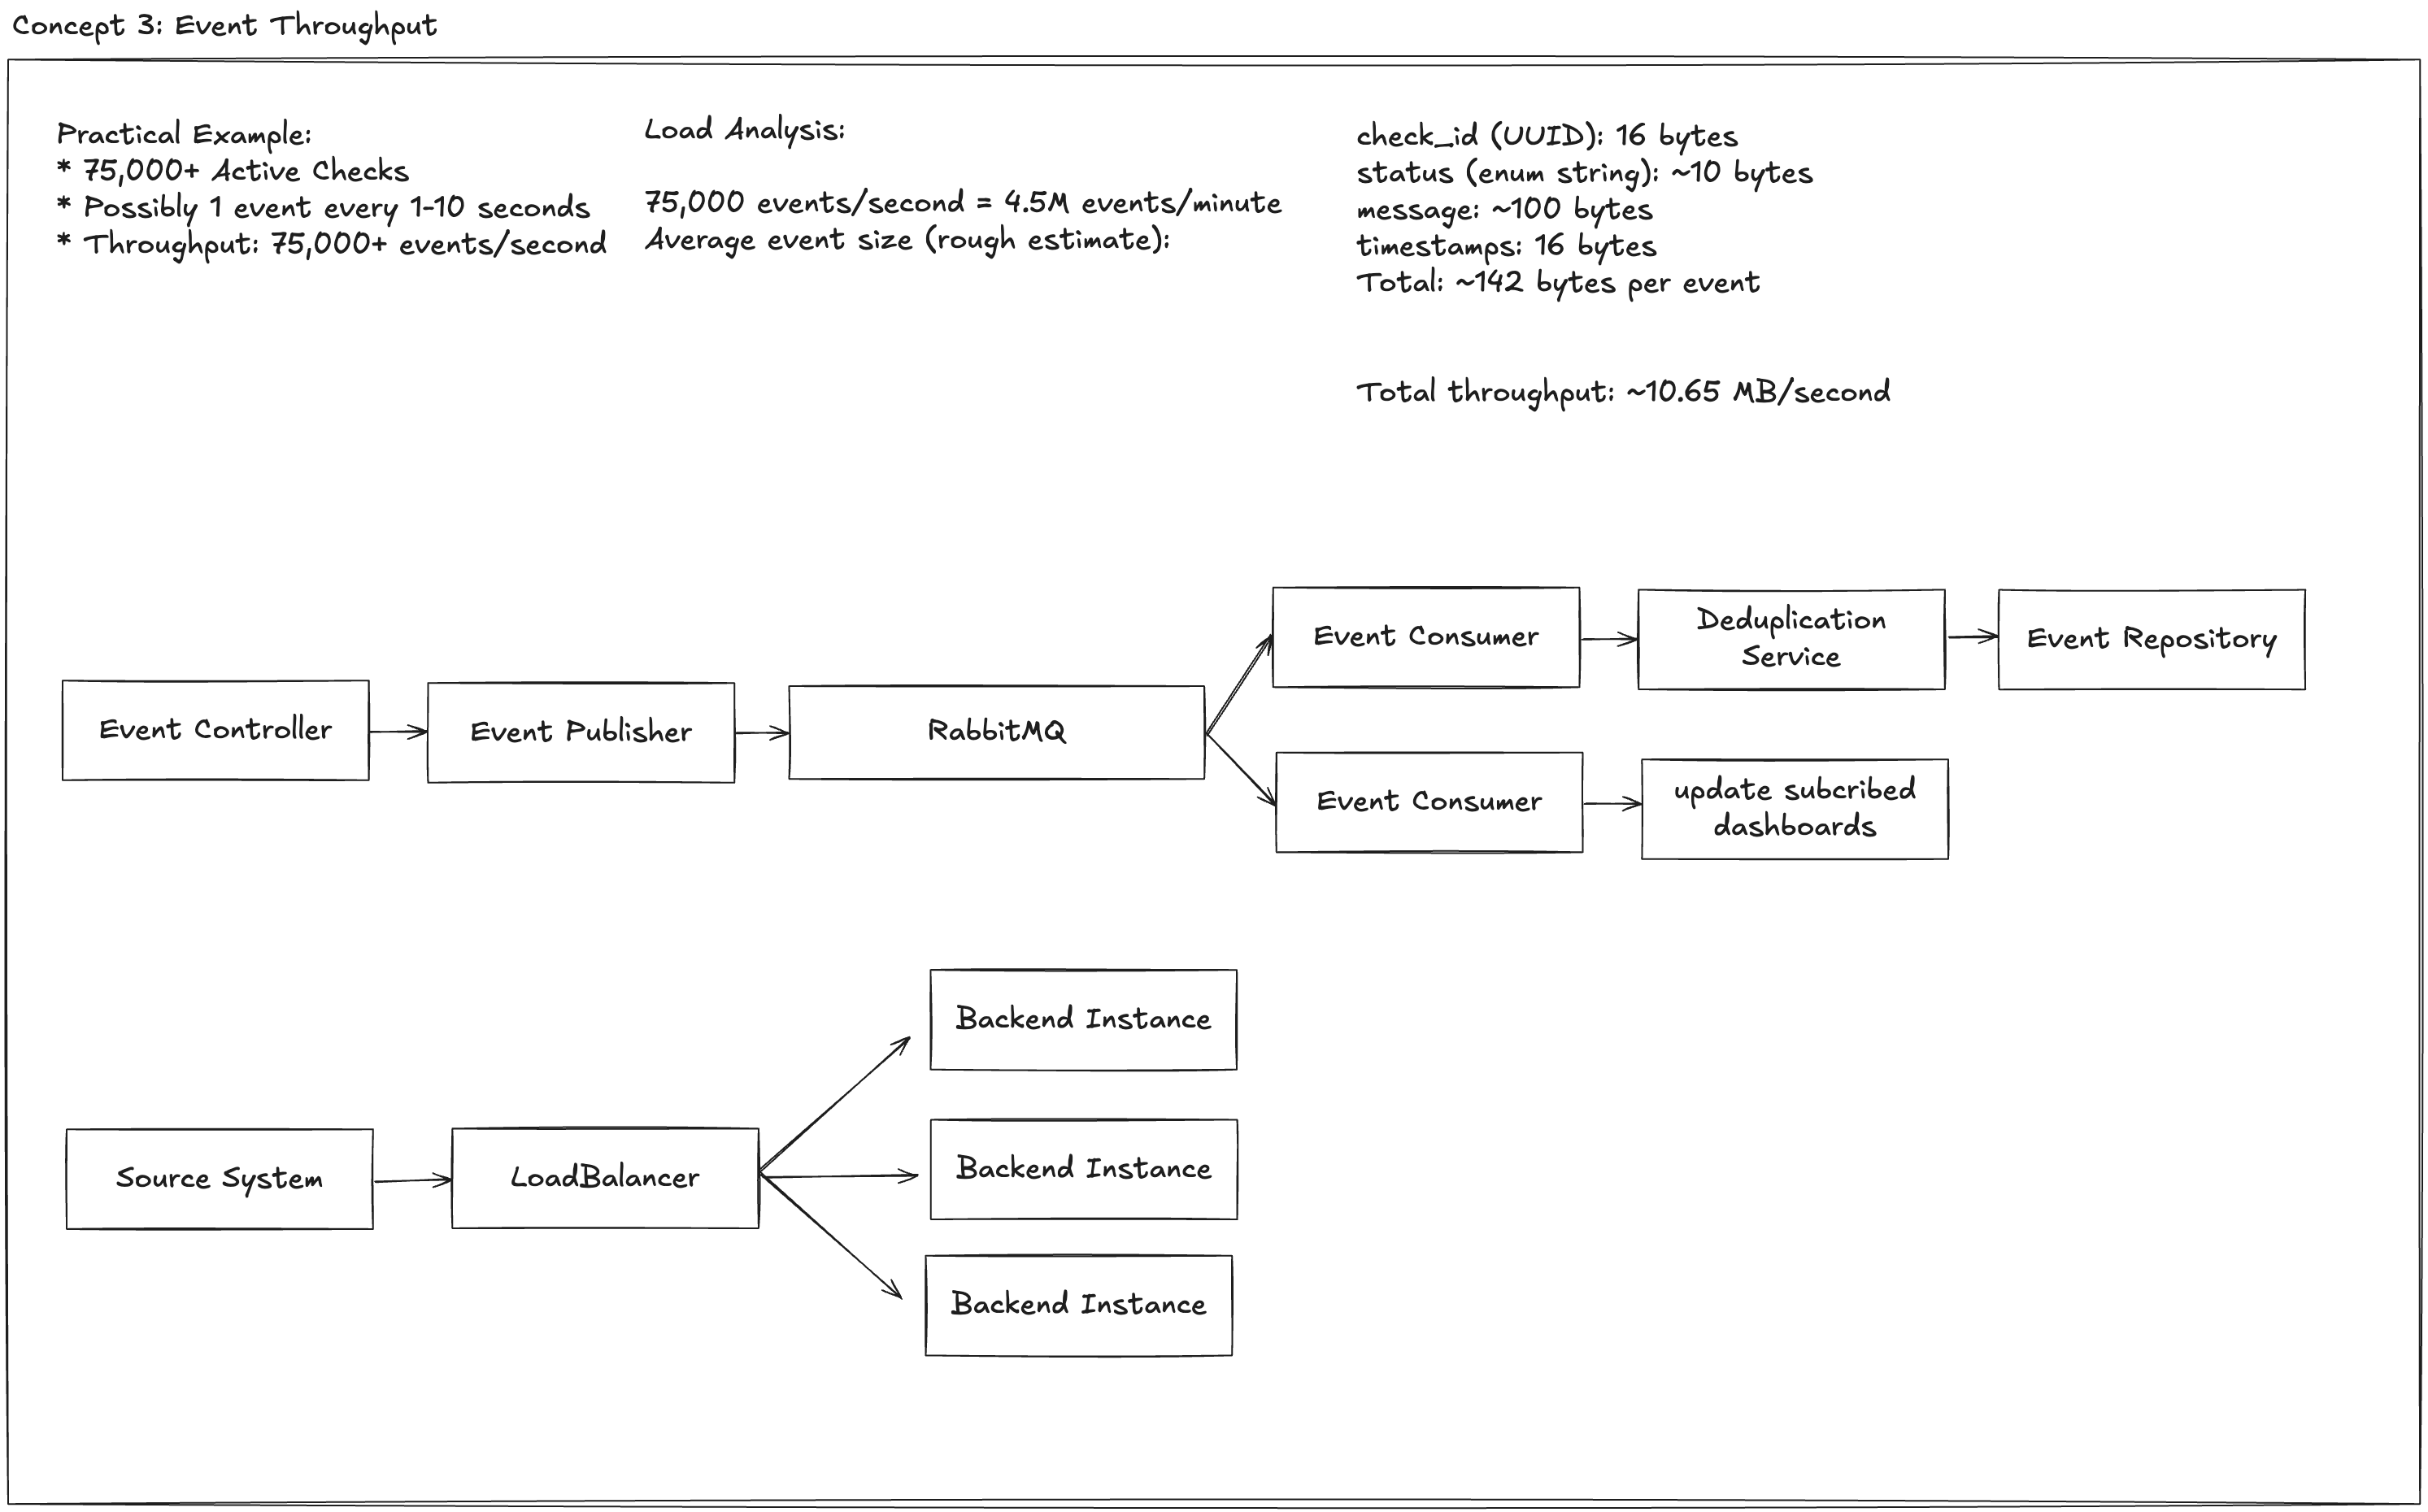 Concept 3: Event Throughput
Practical Example:
* 75,000+ Active Checks
* Possibly 1 event every 1-10 seconds
* Throughput: 75,000+ events/second
Load Analysis:
75,000 events/second = 4.5M events/minute
Average event size (rough estimate):
check_id (UUID): 16 bytes
status (enum string): ~10 bytes
message: ~100 bytes
timestamps: 16 bytes
Total: ~142 bytes per event
Total throughput: ~10.65 MB/second
Event Controller
Event Publisher
RabbitMQ
Event Consumer
Deduplication
Service
Event Repository
Event Consumer
update subcribed
dashboards
Source System
LoadBalancer
Backend Instance
Backend Instance
Backend Instance